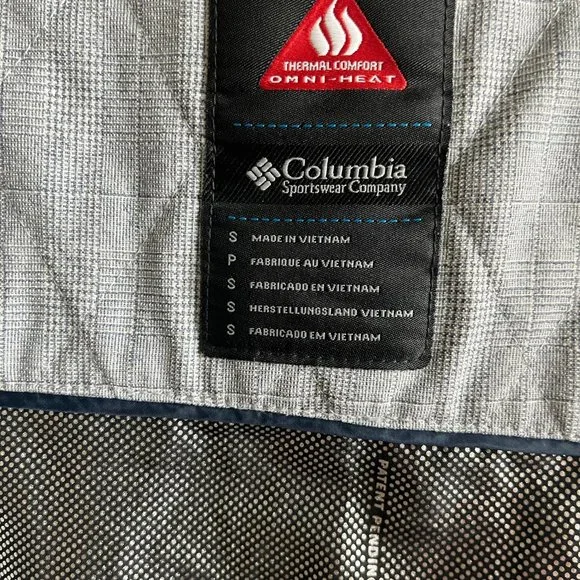 THERMAL COMFORT
OMNI-HEAT
Columbia
Sportswear Company
S MADE IN VIETNAM
P FABRIQUE AU VIETNAM
S FABRICADO EN VIETNAM
S HERSTELLUNGSLAND VIETNAM
S FABRICADO EM VIETNAM
PATENT PENDING